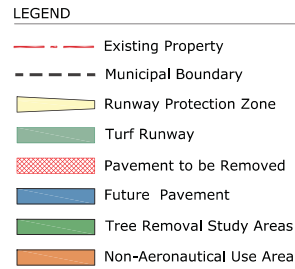 LEGEND
Existing Property
Municipal Boundary
Runway Protection Zone
Turf Runway
Pavement to be Removed
Future Pavement
Tree Removal Study Areas
Non-Aeronautical Use Area